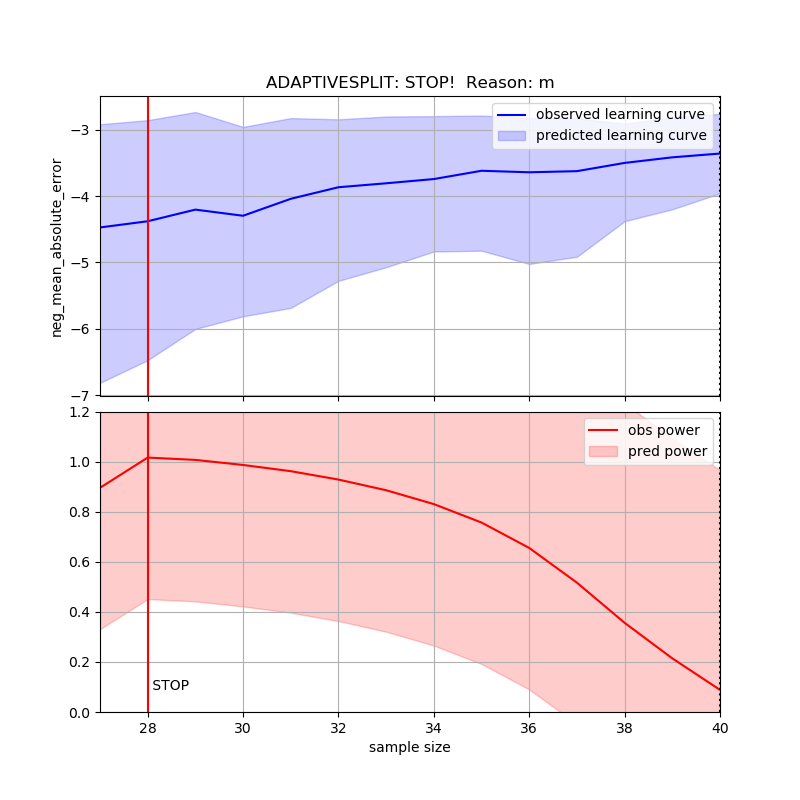 ADAPTIVESPLIT: STOP!  Reason: m
observed learning curve
predicted learning curve
neg_mean_absolute_error
−3
−4
−5
−6
−7
obs power
pred power
1.2
1.0
0.8
0.6
0.4
0.2
0.0
STOP
28 30 32 34 36 38 40
sample size